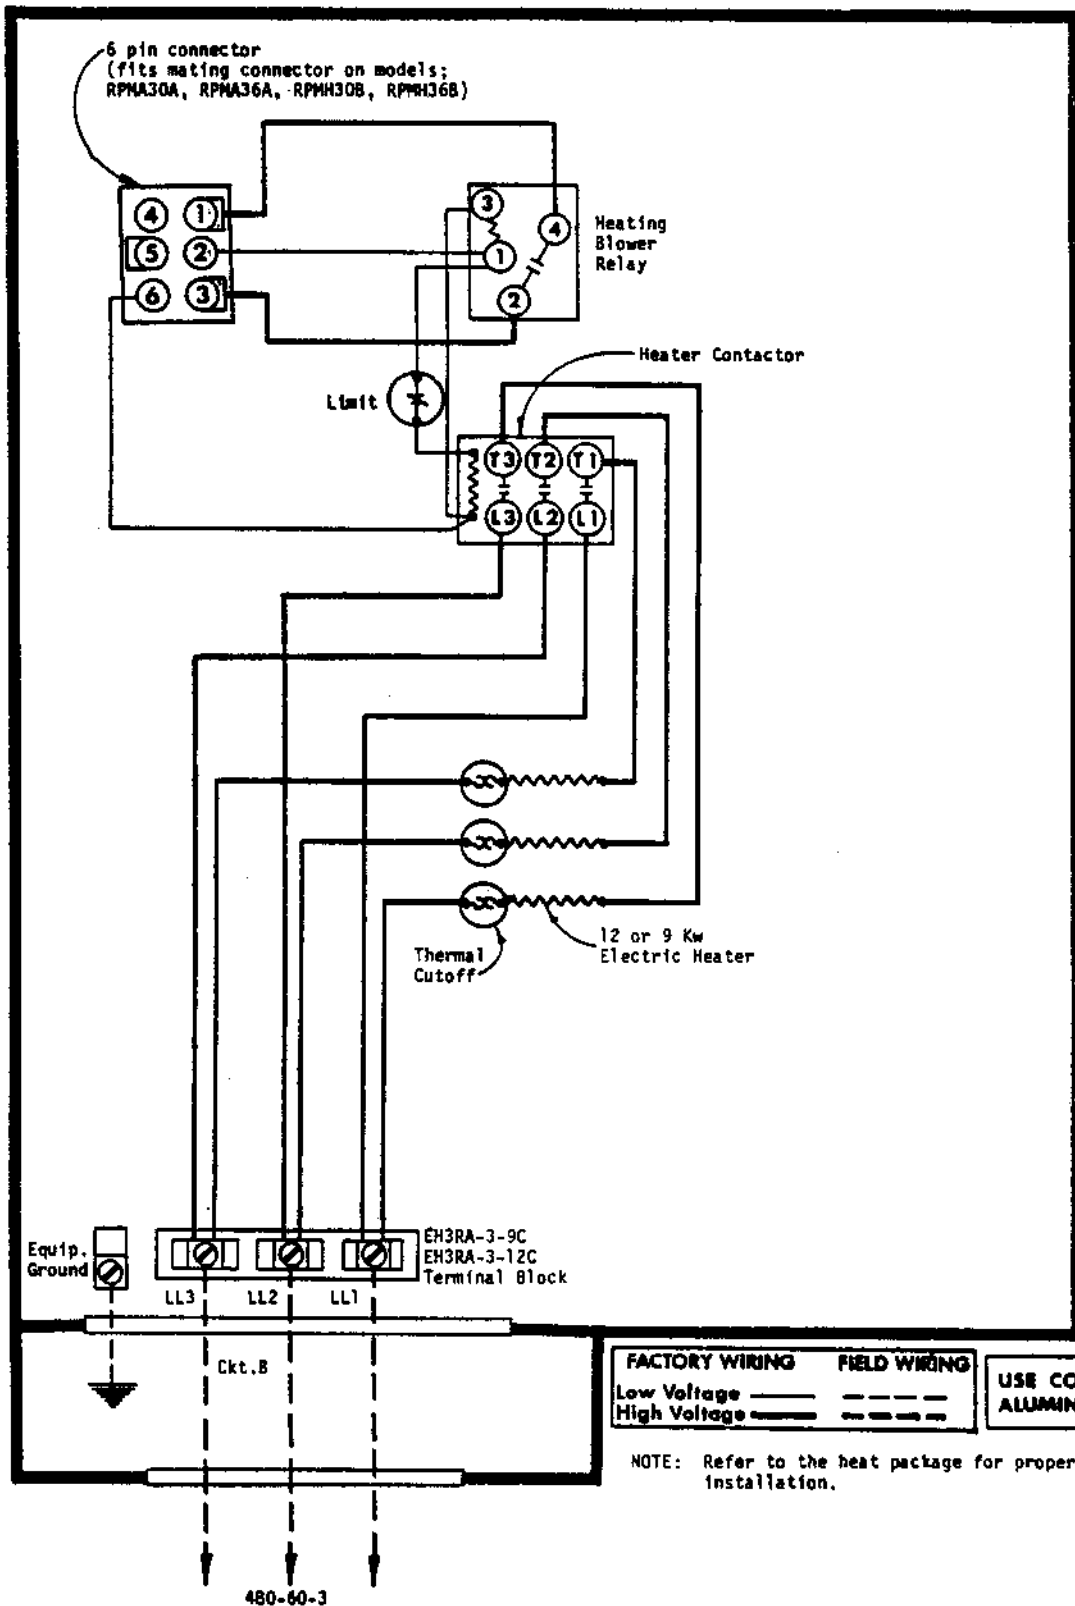 6 pin connector
(fits mating connector on models;
RPMA30A, RPMA36A, RPMH30B, RPMH36B)
4 1
5 2
6 3
3
4
1
2
Heating
Blower
Relay
Heater Contactor
Limit
T3 T2 T1
L3 L2 L1
12 or 9 Kw
Electric Heater
Thermal
Cutoff
Equip.
Ground
EH3RA-3-9C
EH3RA-3-12C
Terminal Block
LL3 LL2 LL1
Ckt.B
FACTORY WIRING FIELD WIRING
Low Voltage
High Voltage
USE CO
ALUMIN
NOTE: Refer to the heat package for proper
installation.
480-60-3